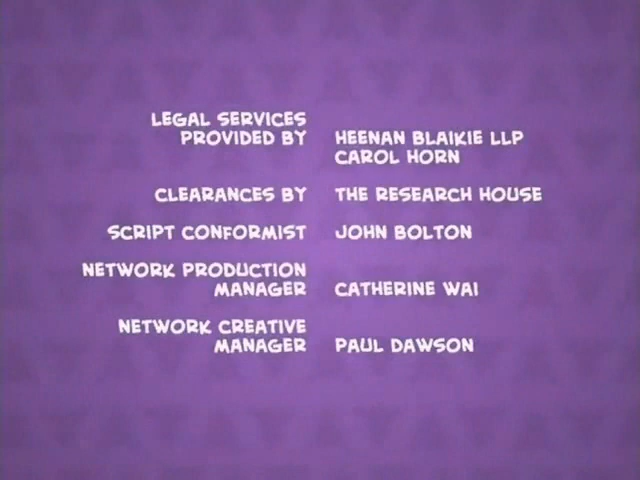 LEGAL SERVICES
PROVIDED BY HEENAN BLAIKIE LLP
CAROL HORN
CLEARANCES BY THE RESEARCH HOUSE
SCRIPT CONFORMIST JOHN BOLTON
NETWORK PRODUCTION
MANAGER CATHERINE WAI
NETWORK CREATIVE
MANAGER PAUL DAWSON